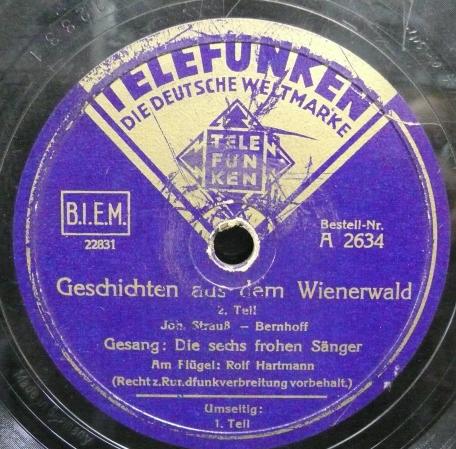 TELEFUNKEN
DIE DEUTSCHE WELTMARKE
TELE
FUN
KEN
B.I.E.M.
22831
Bestell-Nr.
A 2634
Geschichten aus dem Wienerwald
2. Teil
Joh. Strauß – Bernhoff
Gesang: Die sechs frohen Sänger
Am Flügel: Rolf Hartmann
(Recht z. Rundfunkverbreitung vorbehalt.)
Umseitig:
1. Teil